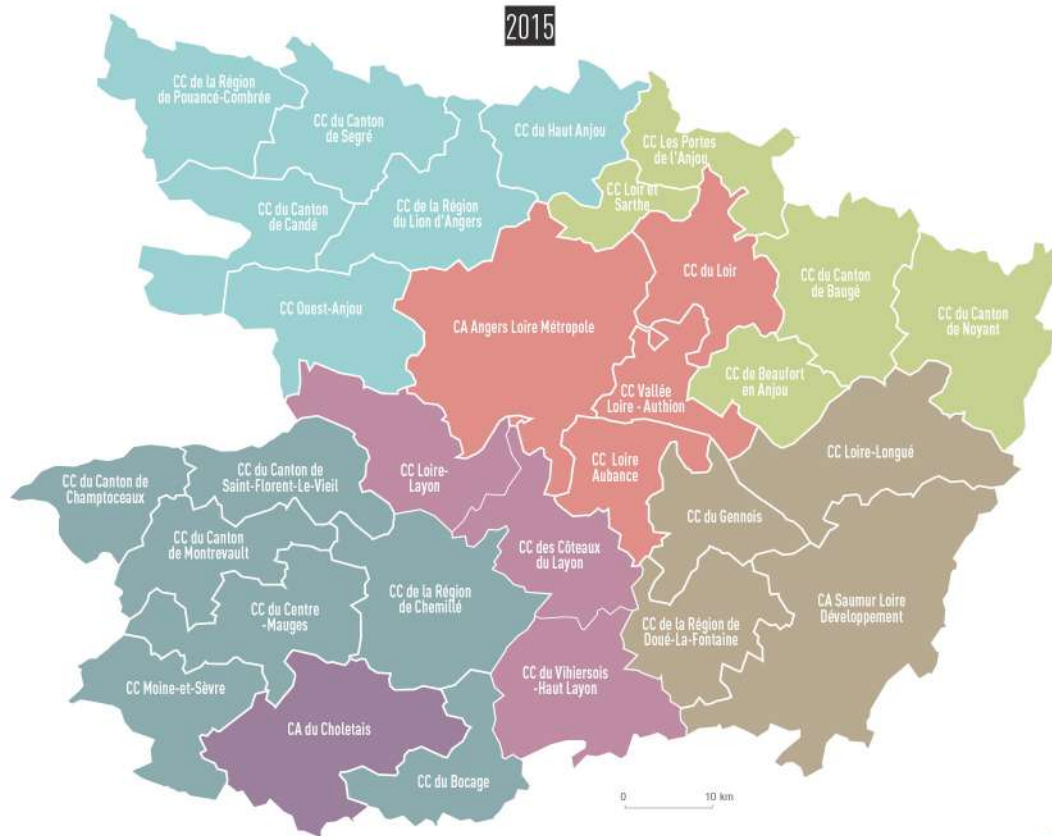 2015
CC de la Région
de Pouancé-Combrée
CC du Canton
de Segré
CC du Haut Anjou
CC Les Portes
de l'Anjou
CC Loir et
Sarthe
CC du Canton
de Candé
CC de la Région
du Lion d'Angers
CC du Loir
CC du Canton
de Baugé
CC du Canton
de Noyant
CC Ouest-Anjou
CA Angers Loire Métropole
CC Vallée
Loire - Authion
CC de Beaufort
en Anjou
CC Loire-
Layon
CC Loire
Aubance
CC Loire-Longué
CC du Canton de
Champtoceaux
CC du Canton de
Saint-Florent-Le-Vieil
CC du Gennois
CC du Canton
de Montrevault
CC des Côteaux
du Layon
CC de la Région
de Chemillé
CC du Centre
-Mauges
CA Saumur Loire
Développement
CC de la Région de
Doué-La-Fontaine
CC Moine-et-Sèvre
CC du Vihiersois
-Haut Layon
CA du Choletais
CC du Bocage
0 10 km